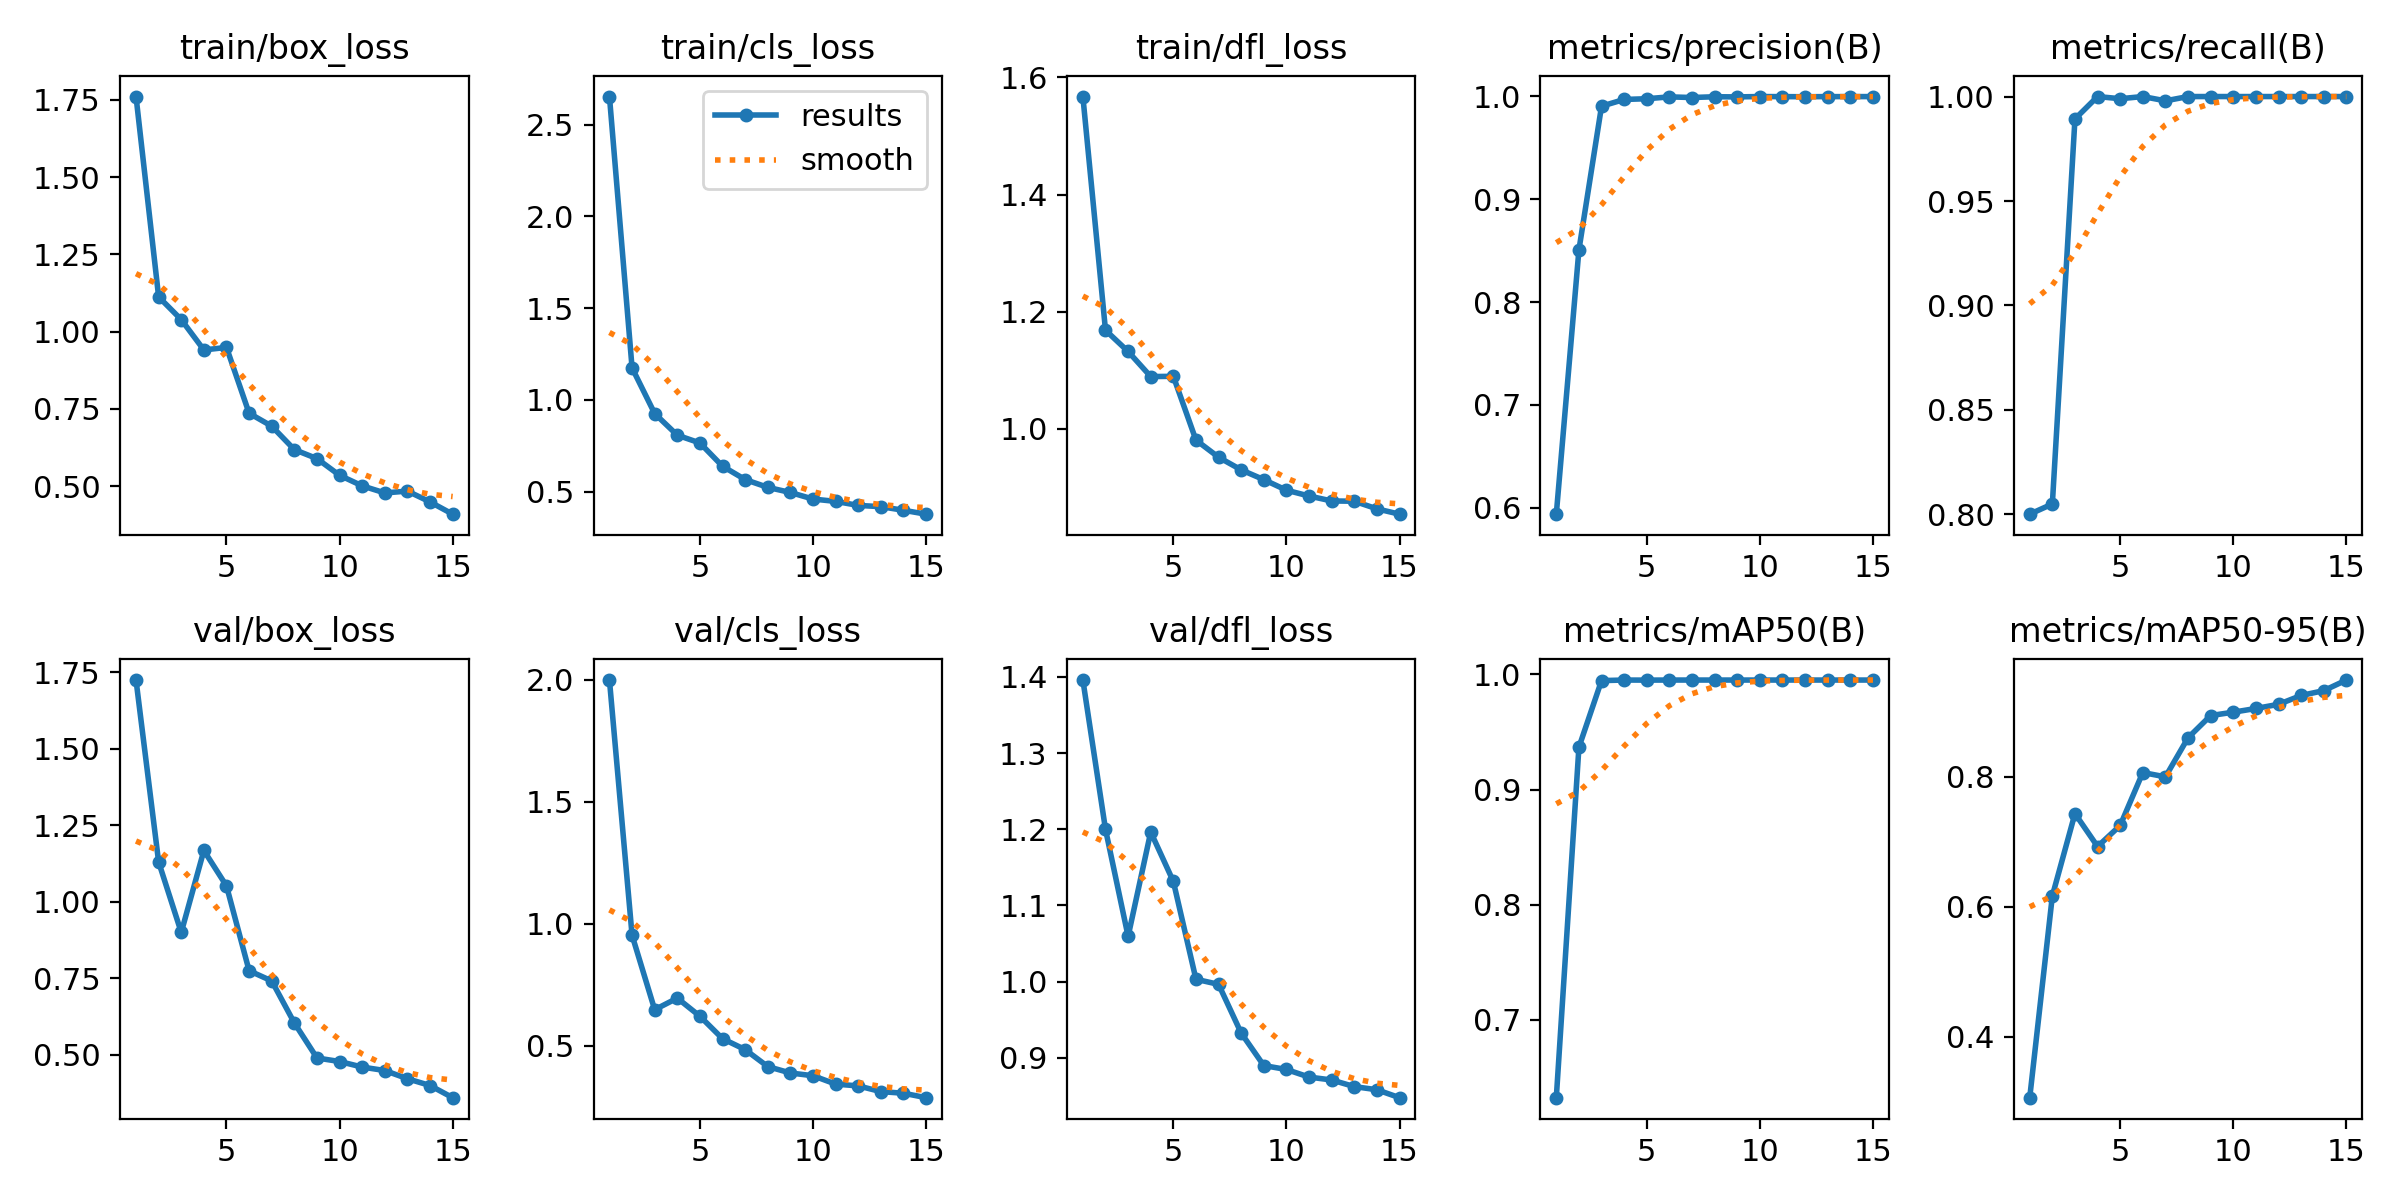 train/box_loss
train/cls_loss
train/dfl_loss
metrics/precision(B)
metrics/recall(B)
1.75
1.50
1.25
1.00
0.75
0.50
5 10 15
results
smooth
2.5
2.0
1.5
1.0
0.5
5 10 15
1.6
1.4
1.2
1.0
5 10 15
1.0
0.9
0.8
0.7
0.6
5 10 15
1.00
0.95
0.90
0.85
0.80
5 10 15
val/box_loss
val/cls_loss
val/dfl_loss
metrics/mAP50(B)
metrics/mAP50-95(B)
1.75
1.50
1.25
1.00
0.75
0.50
5 10 15
2.0
1.5
1.0
0.5
5 10 15
1.4
1.3
1.2
1.1
1.0
0.9
5 10 15
1.0
0.9
0.8
0.7
5 10 15
0.8
0.6
0.4
5 10 15